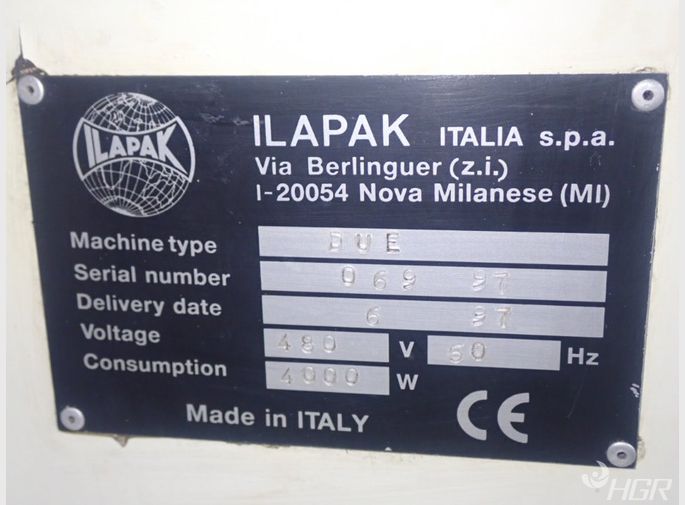 ILAPAK
ILAPAK ITALIA s.p.a.
Via Berlinguer (z.i.)
I-20054 Nova Milanese (MI)
Machine type DUE
Serial number 069 97
Delivery date 6 97
Voltage 480 V 60 Hz
Consumption 4000 W
Made in ITALY CE
HGR